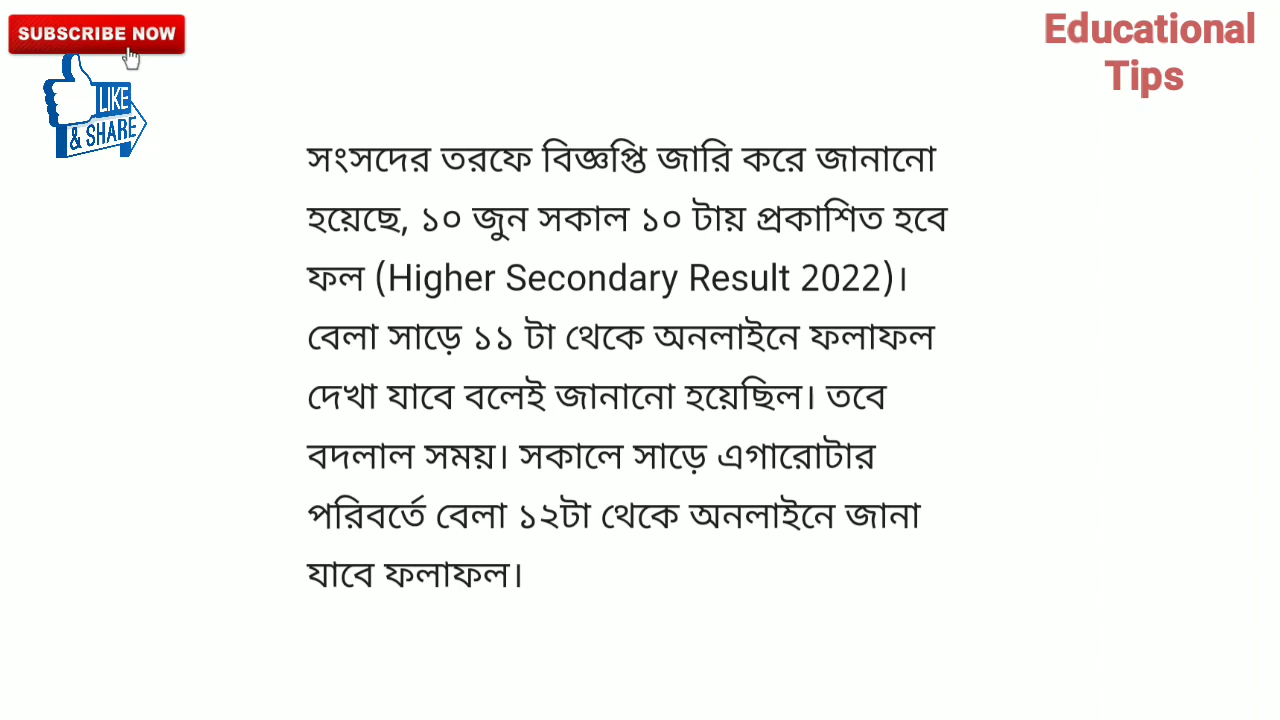 SUBSCRIBE NOW
LIKE
& SHARE
Educational
Tips
সংসদের তরফে বিজ্ঞপ্তি জারি করে জানানো
হয়েছে, ১০ জুন সকাল ১০ টায় প্রকাশিত হবে
ফল (Higher Secondary Result 2022)।
বেলা সাড়ে ১১ টা থেকে অনলাইনে ফলাফল
দেখা যাবে বলেই জানানো হয়েছিল। তবে
বদলাল সময়। সকালে সাড়ে এগারোটার
পরিবর্তে বেলা ১২টা থেকে অনলাইনে জানা
যাবে ফলাফল।